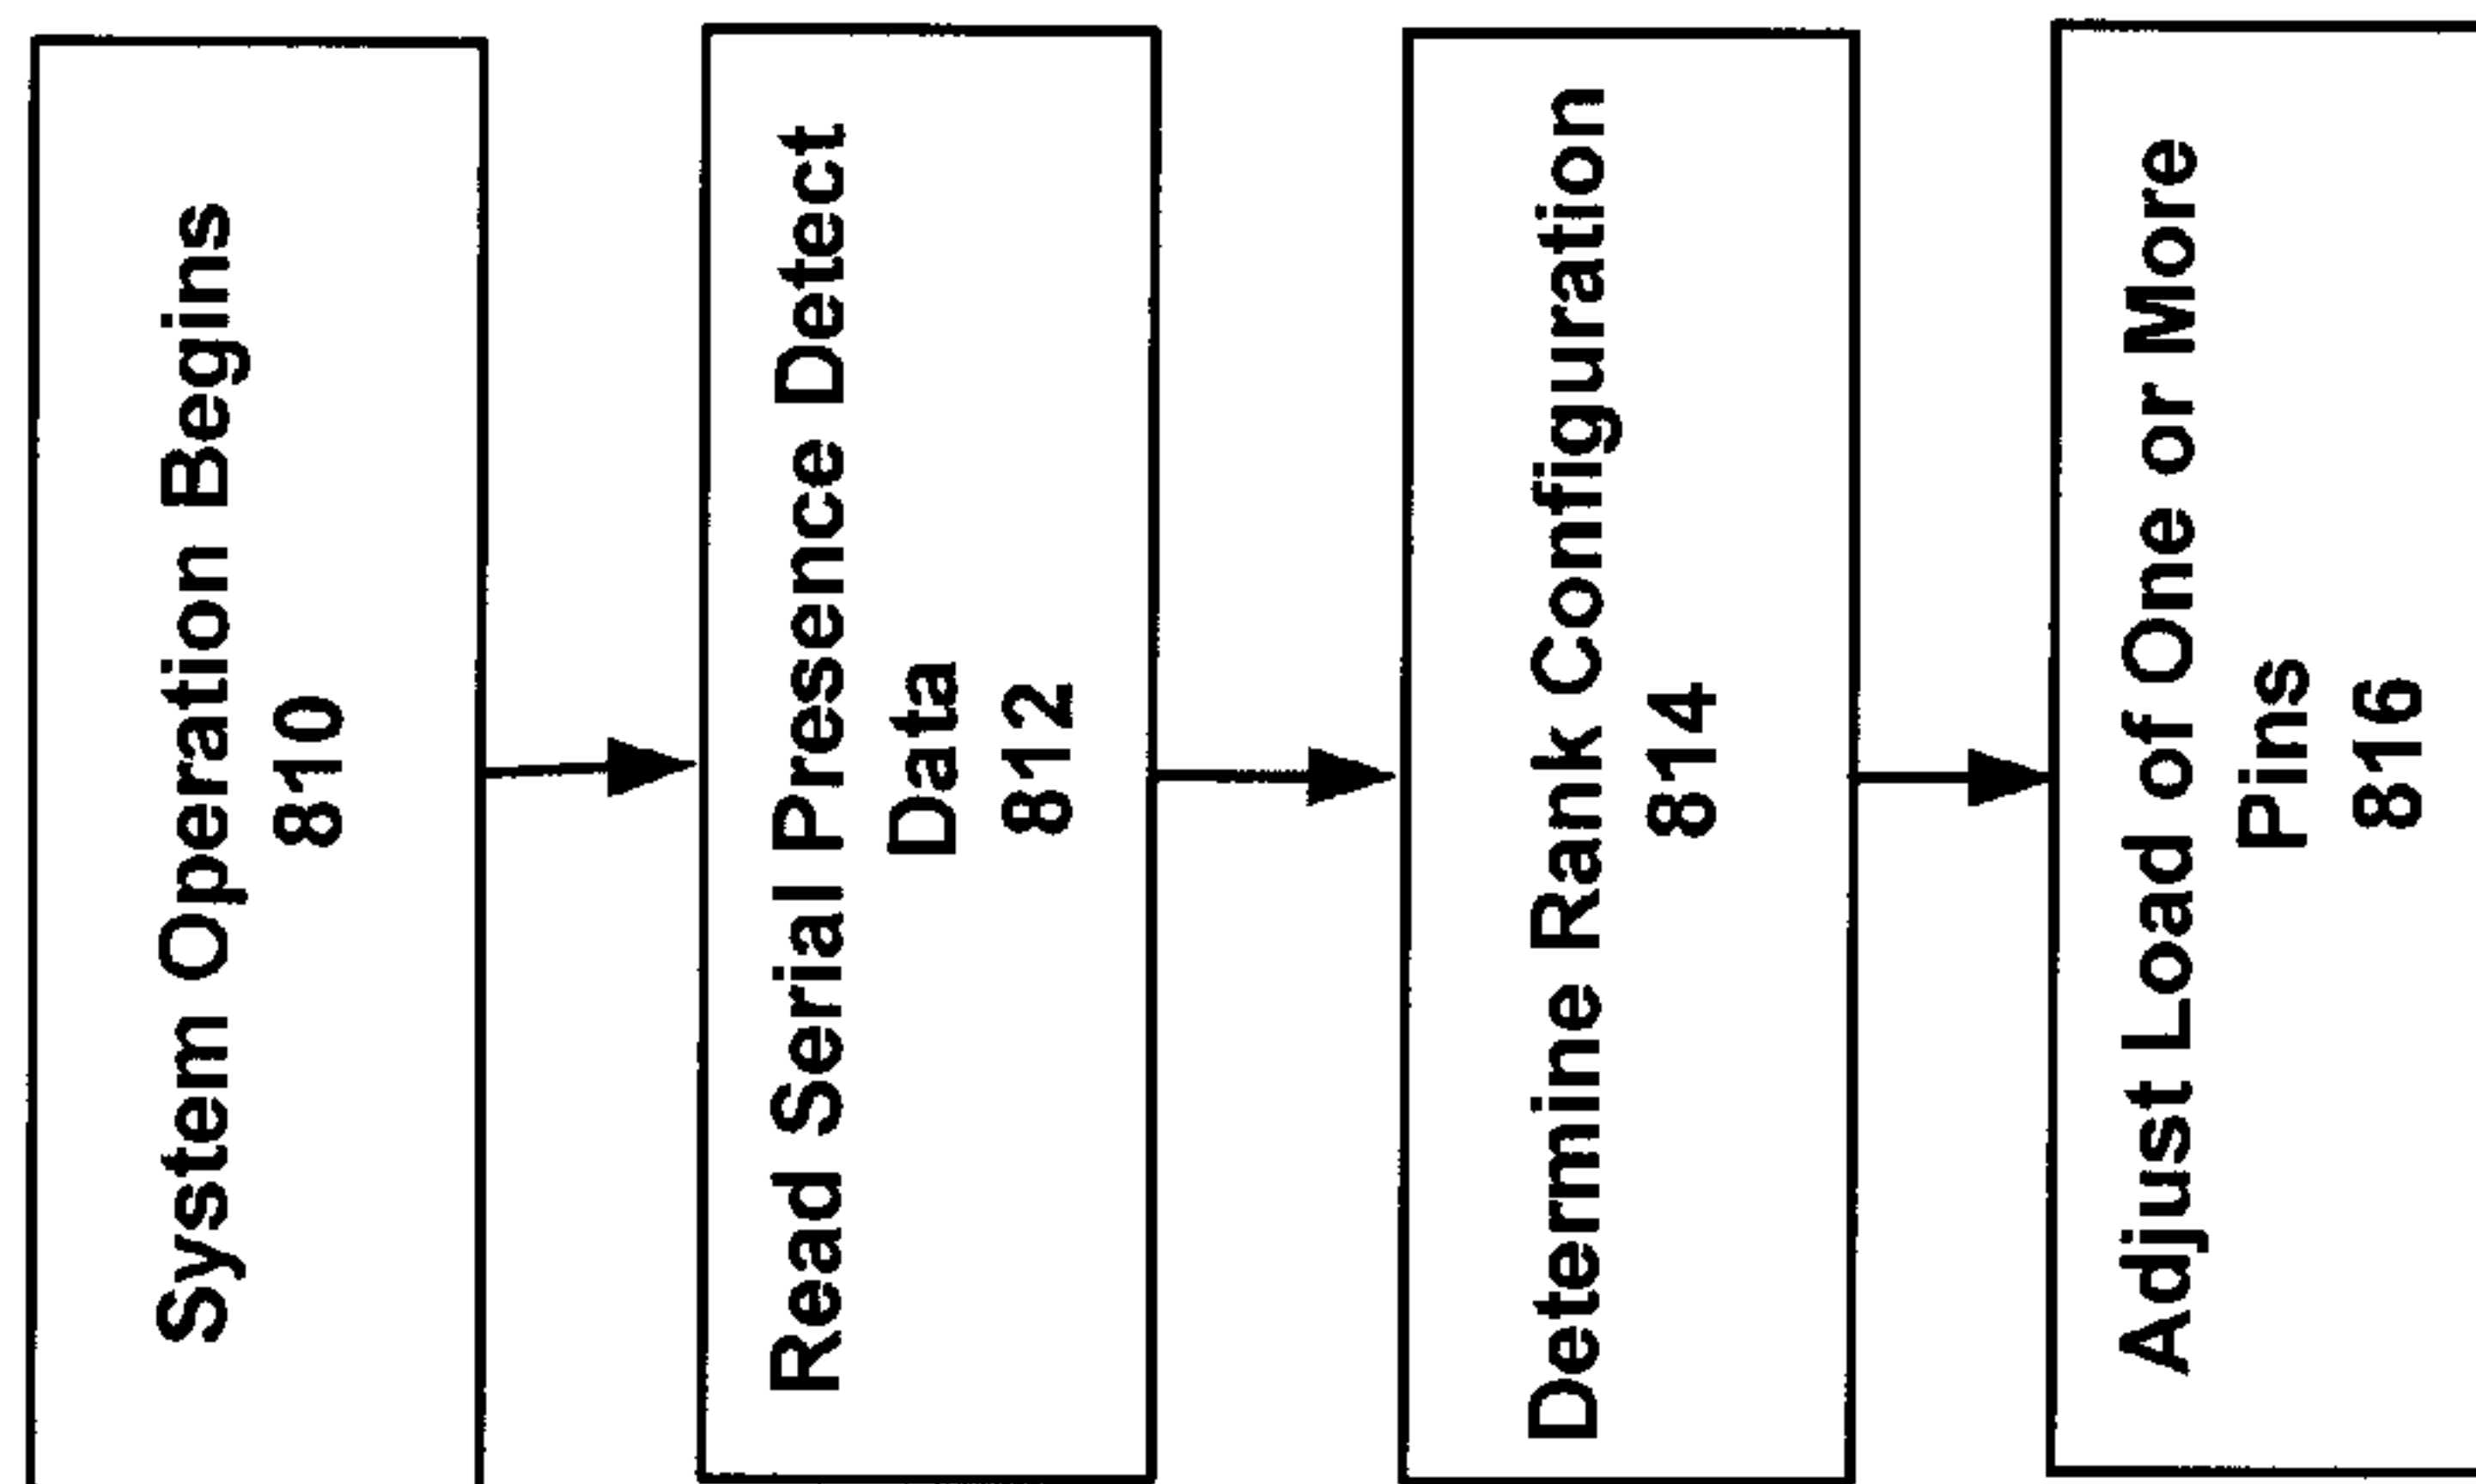 System Operation Begins
810
Read Serial Presence Detect
Data
812
Determine Rank Configuration
814
Adjust Load of One or More
Pins
816